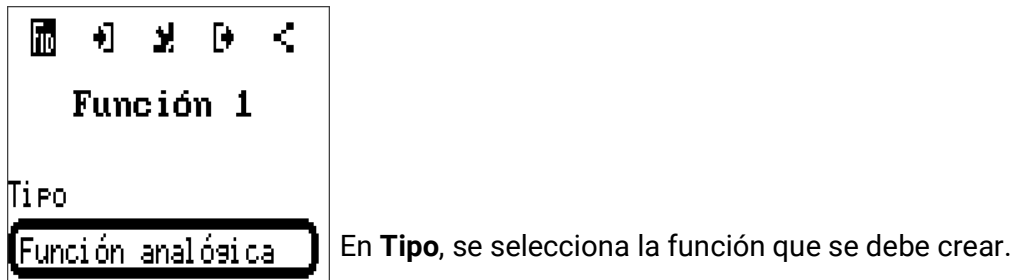 Función 1
Tipo
Función analógica
En Tipo, se selecciona la función que se debe crear.